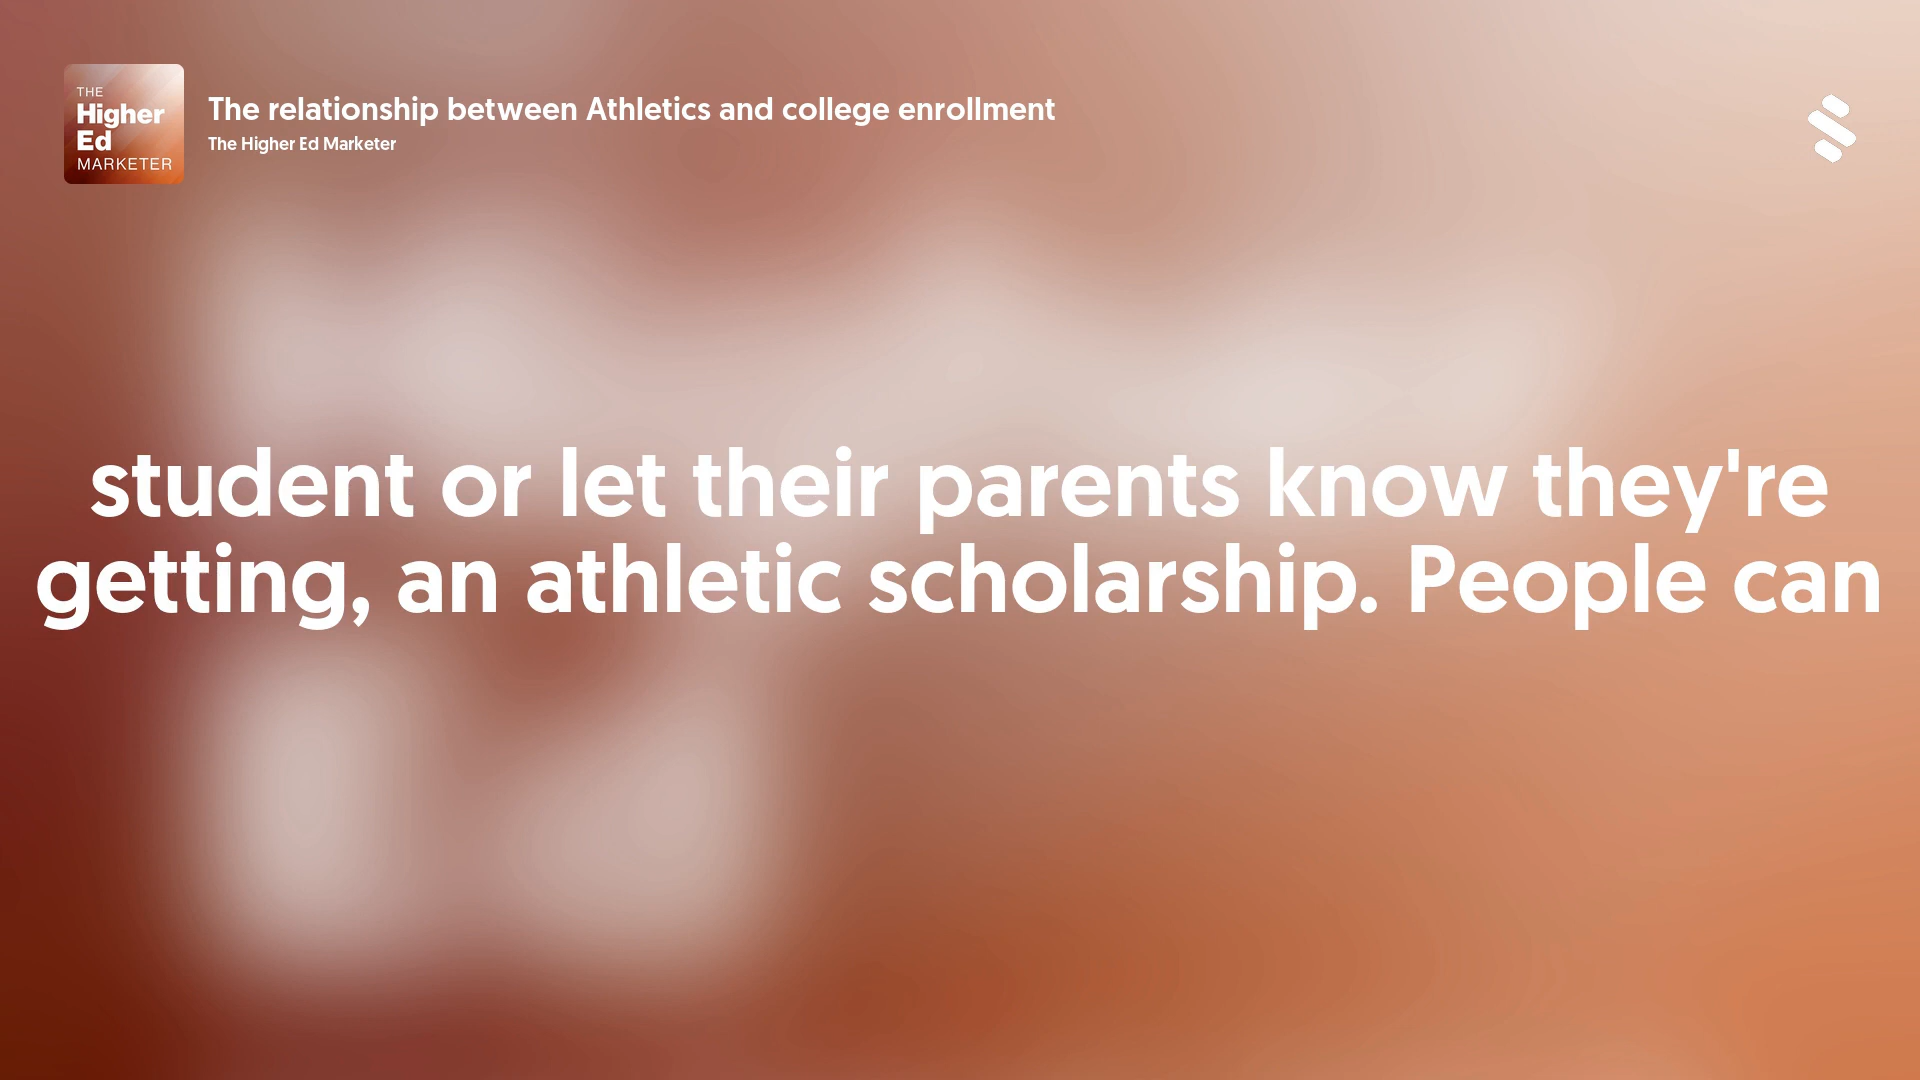 THE
Higher
Ed
MARKETER
The relationship between Athletics and college enrollment
The Higher Ed Marketer
student or let their parents know they're
getting, an athletic scholarship. People can